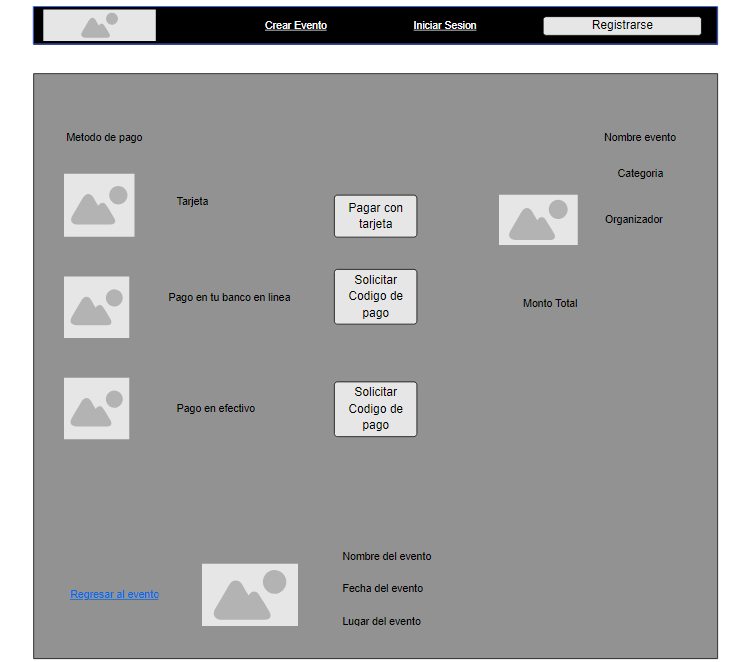 Crear Evento
Iniciar Sesion
Registrarse
Metodo de pago
Nombre evento
Categoria
Tarjeta
Pagar con
tarjeta
Organizador
Pago en tu banco en linea
Solicitar
Codigo de
pago
Monto Total
Pago en efectivo
Solicitar
Codigo de
pago
Regresar al evento
Nombre del evento
Fecha del evento
Lugar del evento